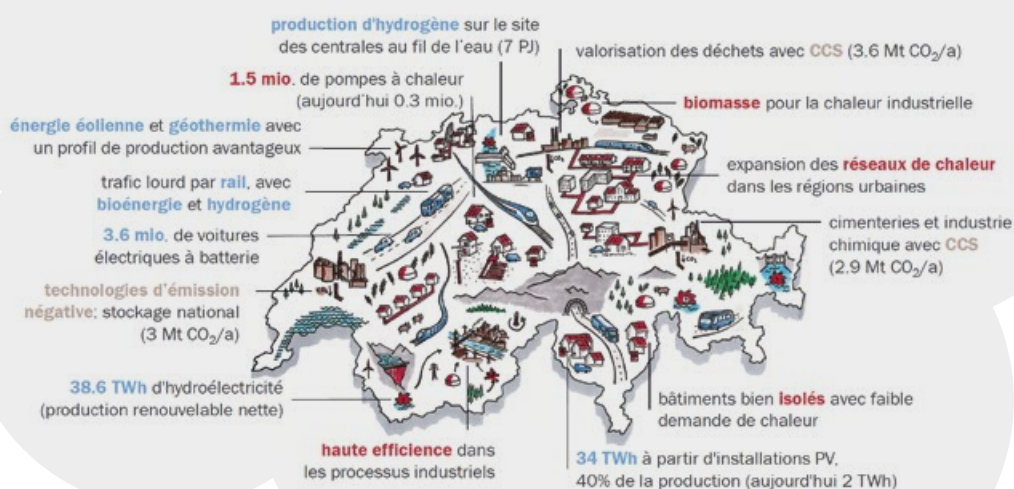 production d'hydrogène sur le site
des centrales au fil de l'eau (7 PJ)
valorisation des déchets avec CCS (3.6 Mt CO₂/a)
1.5 mio. de pompes à chaleur
(aujourd'hui 0.3 mio.)
biomasse pour la chaleur industrielle
énergie éolienne et géothermie avec
un profil de production avantageux
expansion des réseaux de chaleur
dans les régions urbaines
trafic lourd par rail, avec
bioénergie et hydrogène
cimenteries et industrie
chimique avec CCS
(2.9 Mt CO₂/a)
3.6 mio. de voitures
électriques à batterie
technologies d'émission
négative: stockage national
(3 Mt CO₂/a)
38.6 TWh d'hydroélectricité
(production renouvelable nette)
bâtiments bien isolés avec faible
demande de chaleur
haute efficience dans
les processus industriels
34 TWh à partir d'installations PV,
40% de la production (aujourd'hui 2 TWh)